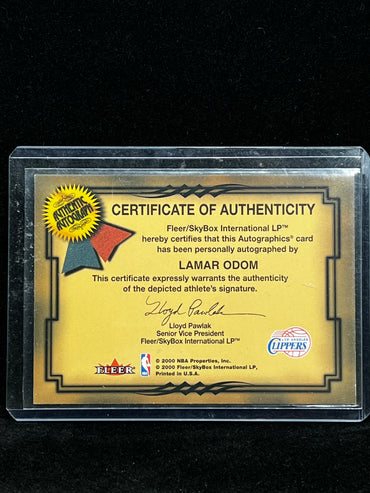 AUTHENTIC
AUTOGRAPH
CERTIFICATE OF AUTHENTICITY
Fleer/SkyBox International LP™
hereby certifies that this Autographics® card
has been personally autographed by
LAMAR ODOM
This certificate expressly warrants the authenticity
of the depicted athlete's signature.
Lloyd Pawlak
Lloyd Pawlak
Senior Vice President
Fleer/SkyBox International LP™
LOS ANGELES
CLIPPERS
FLEER
© 2000 NBA Properties, Inc.
© 2000 Fleer/SkyBox International LP,
Printed in U.S.A.